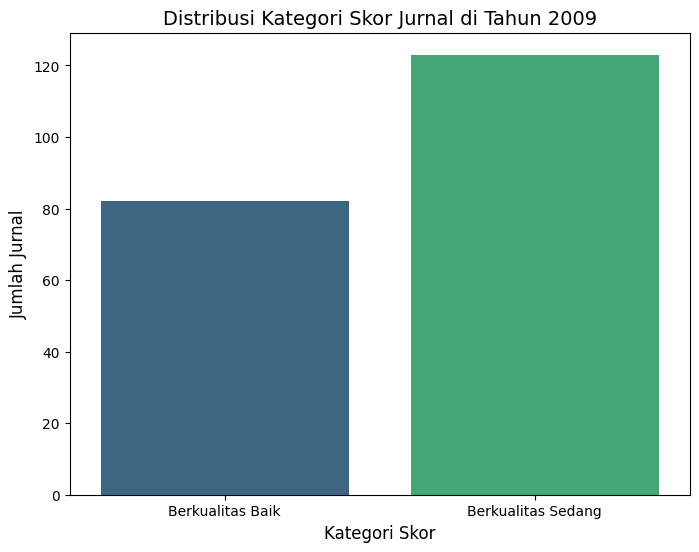 Distribusi Kategori Skor Jurnal di Tahun 2009
Jumlah Jurnal
120
100
80
60
40
20
0
Berkualitas Baik
Berkualitas Sedang
Kategori Skor